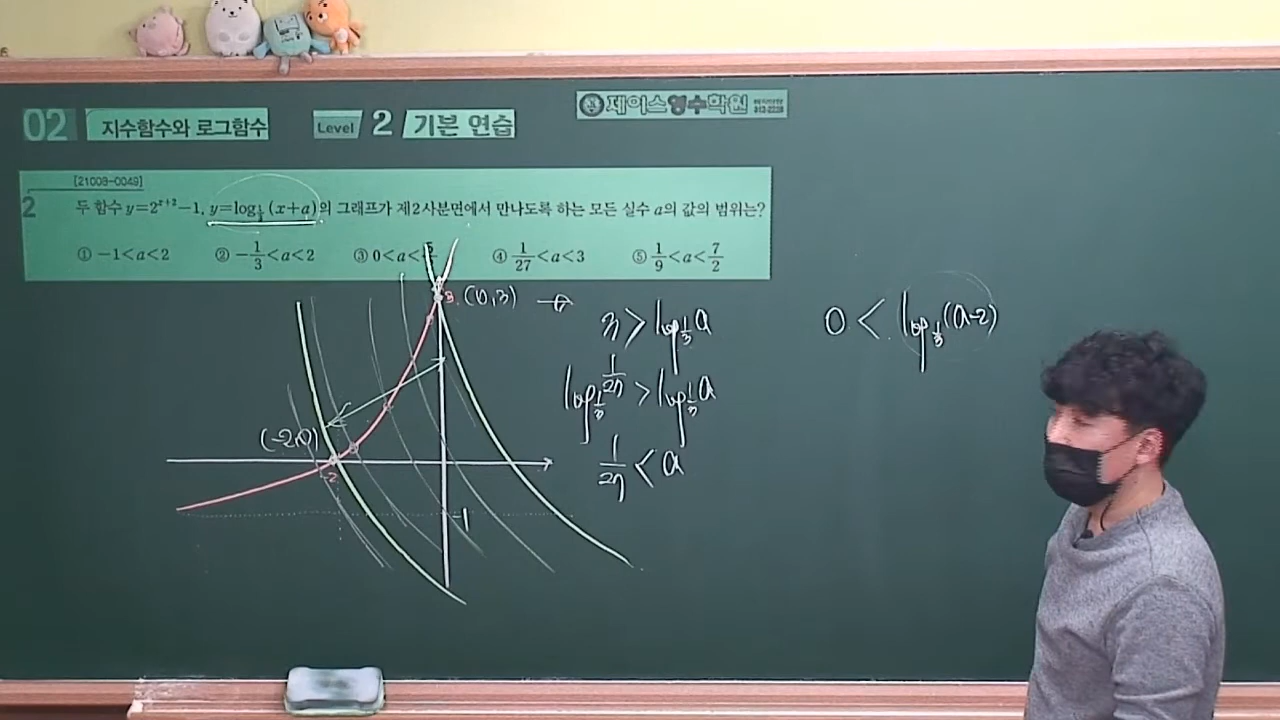 02 지수함수와 로그함수 Level 2 기본 연습
제이스영수학원
[21008-0049]
2 두 함수 y=2^{x+2}-1, y=log_{1/3}(x+a)의 그래프가 제2사분면에서 만나도록 하는 모든 실수 a의 값의 범위는?
① -1<a<2 ② -1/3<a<2 ③ 0<a< ④ 1/27<a<3 ⑤ 1/9<a<7/2
3 (0,3) →
3 > log_{1/3} a
log_{1/3} 1/27 > log_{1/3} a
1/27 < a
0 < log_{1/3}(a-2)
(-2,0)
-2
-1